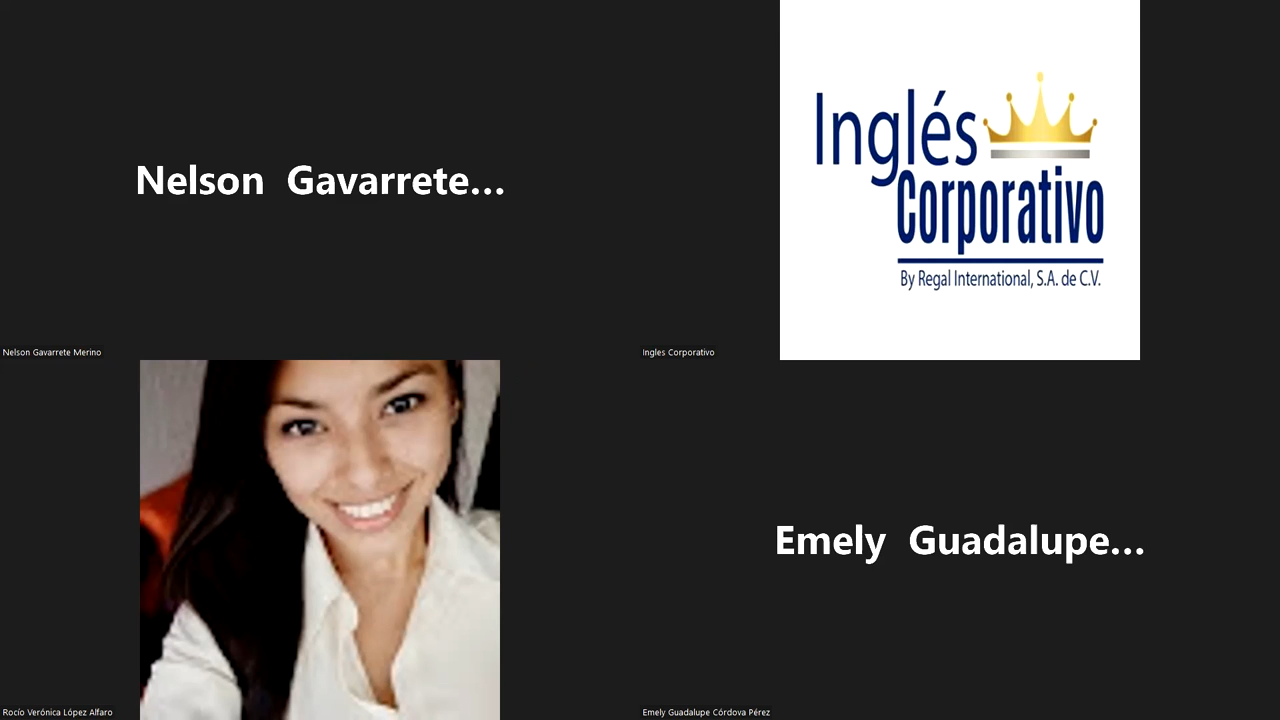 Nelson Gavarrete...
Nelson Gavarrete Merino
Inglés
Corporativo
By Regal International, S.A. de C.V.
Ingles Corporativo
Rocío Verónica López Alfaro
Emely Guadalupe...
Emely Guadalupe Córdova Pérez